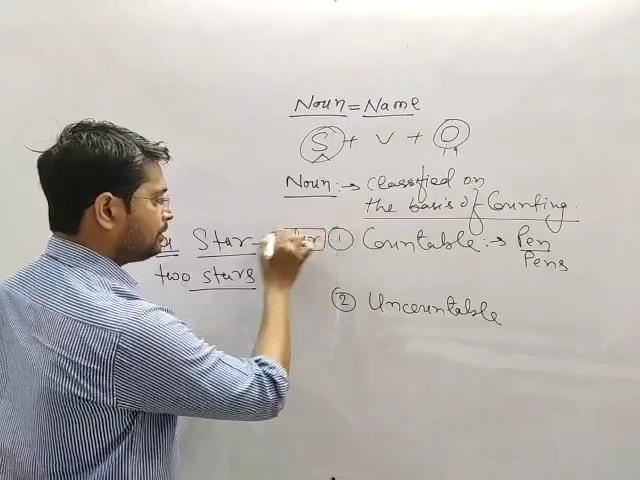 Noun = Name
S + V + O
Noun :→ Classified on
the basis of Counting.
Star
① Countable :→ Pen
Pens
two stars
② Uncountable